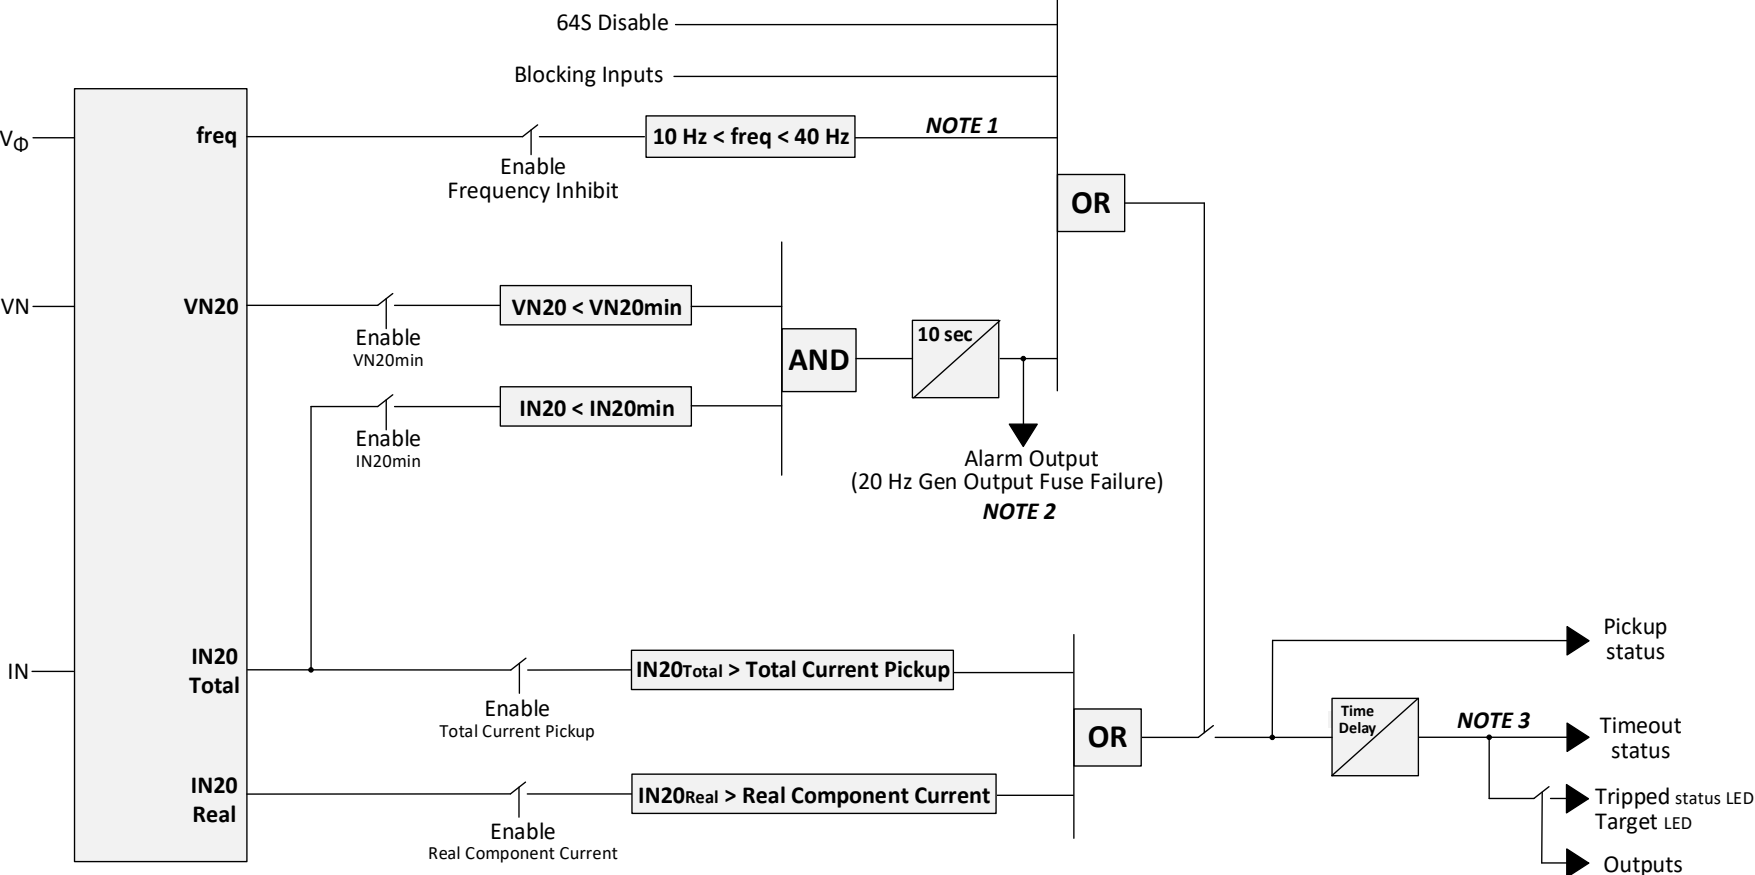 64S Disable
Blocking Inputs
VΦ
freq
Enable
Frequency Inhibit
10 Hz < freq < 40 Hz
NOTE 1
OR
VN
VN20
Enable
VN20min
VN20 < VN20min
AND
10 sec
Enable
IN20min
IN20 < IN20min
Alarm Output
(20 Hz Gen Output Fuse Failure)
NOTE 2
IN
IN20
Total
Enable
Total Current Pickup
IN20Total > Total Current Pickup
Pickup
status
OR
Time
Delay
NOTE 3
Timeout
status
IN20
Real
Enable
Real Component Current
IN20Real > Real Component Current
Tripped status LED
Target LED
Outputs